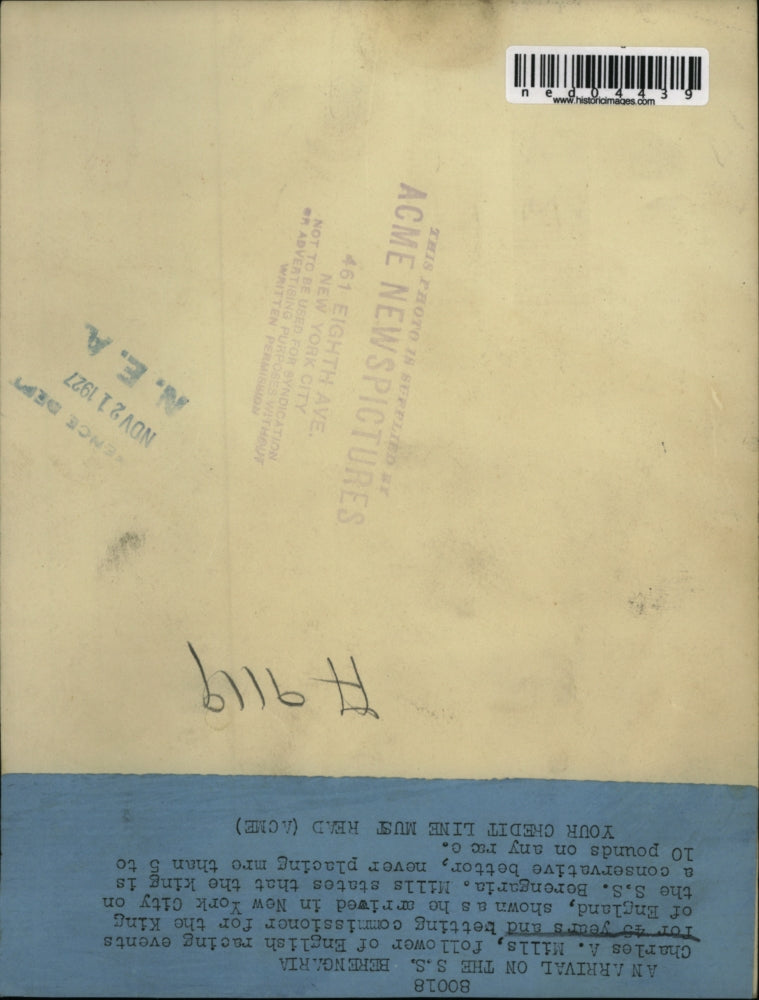 ned04439
www.historicimages.com
THIS PHOTO IS SUPPLIED BY
ACME NEWSPICTURES
461 EIGHTH AVE.
NEW YORK CITY
NOT TO BE USED FOR SYNDICATION
OR ADVERTISING PURPOSES WITHOUT
WRITTEN PERMISSION
N. E. A.
NOV 21 1927
ENCE DEPT
# 9119
80018
AN ARRIVAL ON THE S.S. BERENGARIA
Charles A. Mills, follower of English racing events
for 45 years and betting commissioner for the King
of England, shown as he arrived in New York City on
the S.S. Berengaria. Mills states that the king is
a conservative bettor, never placing mre than 5 to
10 pounds on any race.
YOUR CREDIT LINE MUST READ (ACME)